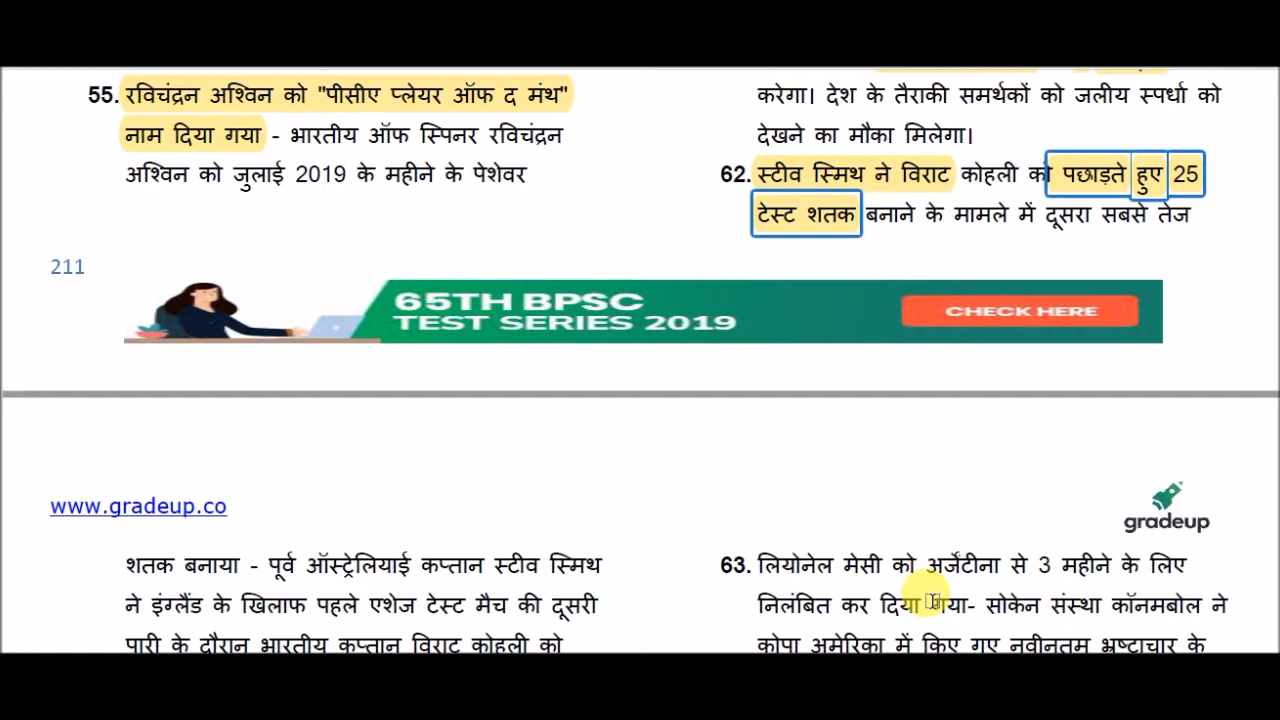 55. रविचंद्रन अश्विन को "पीसीए प्लेयर ऑफ द मंथ"
नाम दिया गया - भारतीय ऑफ स्पिनर रविचंद्रन
अश्विन को जुलाई 2019 के महीने के पेशेवर
करेगा। देश के तैराकी समर्थकों को जलीय स्पर्धा को
देखने का मौका मिलेगा।
62. स्टीव स्मिथ ने विराट कोहली को पछाड़ते हुए 25
टेस्ट शतक बनाने के मामले में दूसरा सबसे तेज
211
65TH BPSC
TEST SERIES 2019
CHECK HERE
www.gradeup.co
gradeup
शतक बनाया - पूर्व ऑस्ट्रेलियाई कप्तान स्टीव स्मिथ
ने इंग्लैंड के खिलाफ पहले एशेज टेस्ट मैच की दूसरी
पारी के दौरान भारतीय कप्तान विराट कोहली को
63. लियोनेल मेसी को अर्जेंटीना से 3 महीने के लिए
निलंबित कर दिया गया- सोकेन संस्था कॉनमबोल ने
कोपा अमेरिका में किए गए नवीनतम भ्रष्टाचार के